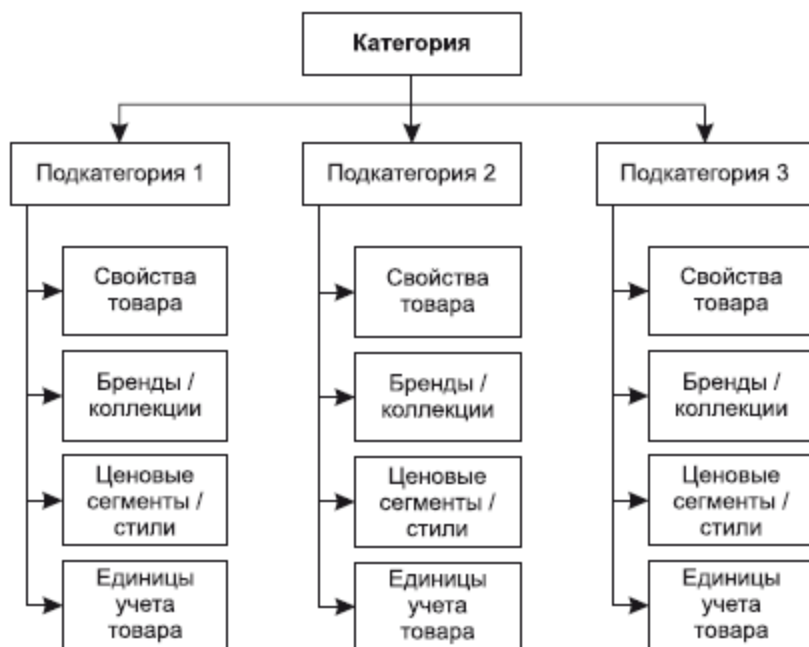 Категория
Подкатегория 1
Подкатегория 2
Подкатегория 3
Свойства
товара
Свойства
товара
Свойства
товара
Бренды /
коллекции
Бренды /
коллекции
Бренды /
коллекции
Ценовые
сегменты /
стили
Ценовые
сегменты /
стили
Ценовые
сегменты /
стили
Единицы
учета
товара
Единицы
учета
товара
Единицы
учета
товара